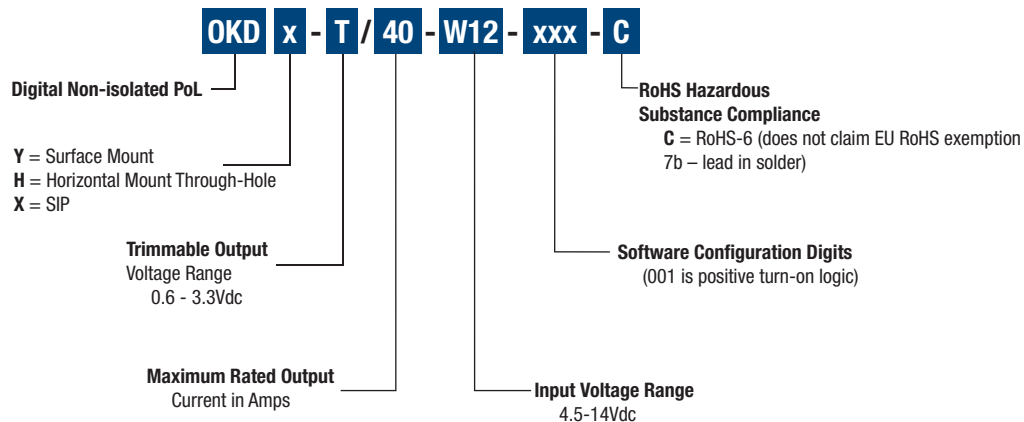 OKD x - T / 40 - W12 - xxx - C
Digital Non-isolated PoL
Y = Surface Mount
H = Horizontal Mount Through-Hole
X = SIP
Trimmable Output
Voltage Range
0.6 - 3.3Vdc
Maximum Rated Output
Current in Amps
RoHS Hazardous
Substance Compliance
C = RoHS-6 (does not claim EU RoHS exemption
7b – lead in solder)
Software Configuration Digits
(001 is positive turn-on logic)
Input Voltage Range
4.5-14Vdc